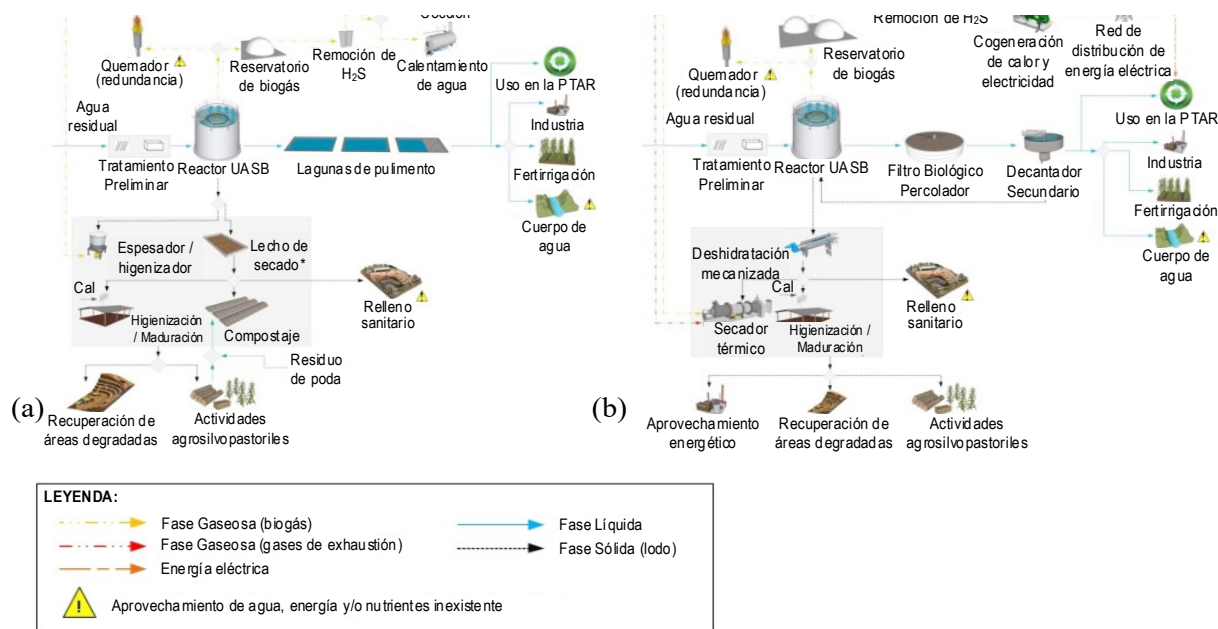 Cocción
Quemador
(redundancia)
Reservatorio
de biogás
Remoción de
H₂S
Calentamiento
de agua
Uso en la PTAR
Agua
residual
Industria
Tratamiento
Preliminar
Reactor UASB
Lagunas de pulimento
Fertirrigación
Cuerpo de
agua
Espesador /
higenizador
Lecho de
secado*
Cal
Relleno
sanitario
Higienización
/ Maduración
Compostaje
Residuo
de poda
(a)
Recuperación de
áreas degradadas
Actividades
agrosilvopastoriles
Remoción de H₂S
Cogeneración
de calor y
electricidad
Red de
distribución de
energía eléctrica
Quemador
(redundancia)
Uso en la PTAR
Agua residual
Industria
Tratamiento
Preliminar
Reactor UASB
Filtro Biológico
Percolador
Decantador
Secundario
Fertirrigación
Cuerpo de
agua
Deshidratación
mecanizada
Cal
Relleno
sanitario
Secador
térmico
Higienización /
Maduración
(b)
Aprovechamiento
energético
Recuperación de
áreas degradadas
Actividades
agrosilvopastoriles
LEYENDA:
Fase Gaseosa (biogás)
Fase Líquida
Fase Gaseosa (gases de exhaustión)
Fase Sólida (lodo)
Energía eléctrica
Aprovechamiento de agua, energía y/o nutrientes inexistente